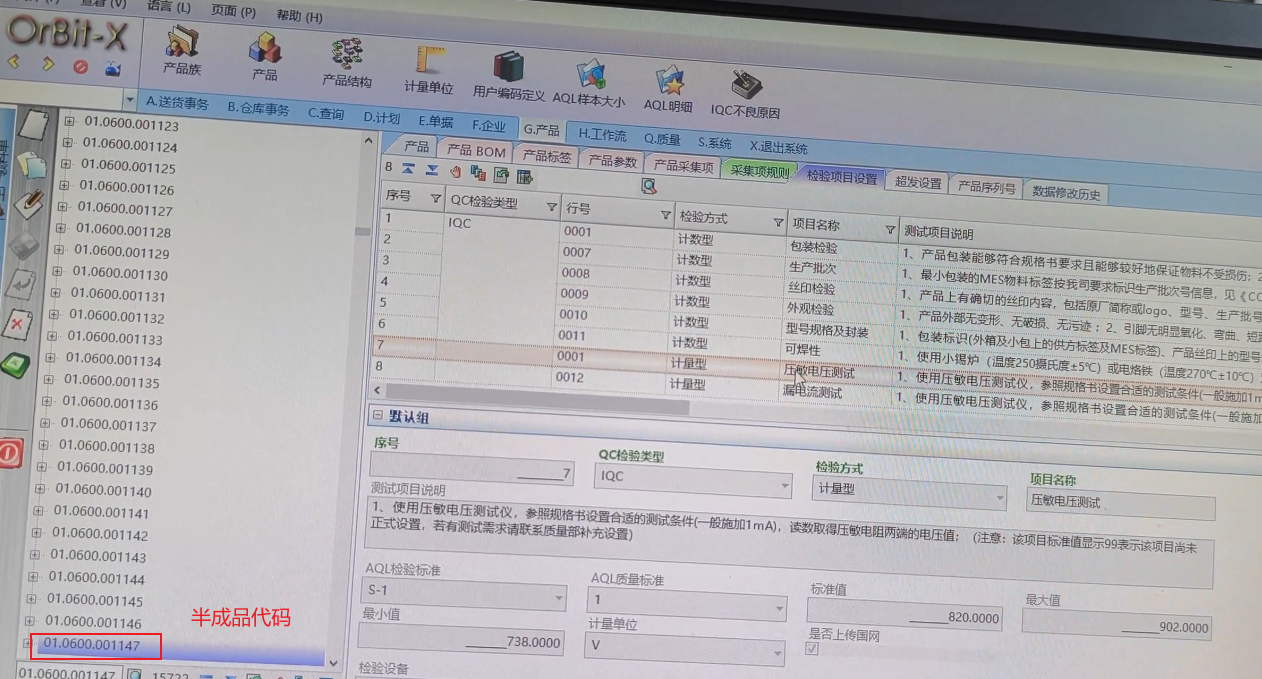 查看(V) 语言 (L) 页面 (P) 帮助 (H)
OrBit-X
产品族 产品 产品结构 计量单位 用户编码定义 AQL样本大小 AQL明细 IQC不良原因
A.送货事务 B.仓库事务 C.查询 D.计划 E.单据 F.企业 G.产品 H.工作流 Q.质量 S.系统 X.退出系统
01.0600.001123
01.0600.001124
01.0600.001125
01.0600.001126
01.0600.001127
01.0600.001128
01.0600.001129
01.0600.001130
01.0600.001131
01.0600.001132
01.0600.001133
01.0600.001134
01.0600.001135
01.0600.001136
01.0600.001137
01.0600.001138
01.0600.001139
01.0600.001140
01.0600.001141
01.0600.001142
01.0600.001143
01.0600.001144
01.0600.001145
01.0600.001146
01.0600.001147
半成品代码
01.0600.001147 15722
产品 产品 BOM 产品标签 产品参数 产品采集项 采集项规则 检验项目设置 超发设置 产品序列号 数据修改历史
8
序号 QC检验类型 行号 检验方式 项目名称 测试项目说明
1 IQC 0001 计数型 包装检验 1、产品包装能够符合规格书要求且能够较好地保证物料不受损伤；2
2 0007 计数型 生产批次 1、最小包装的MES物料标签按我司要求标识生产批次号信息，见《CC
3 0008 计数型 丝印检验 1、产品上有确切的丝印内容，包括原厂简称或logo、型号、生产批号
4 0009 计数型 外观检验 1、产品外部无变形、无破损、无污迹；2、引脚无明显氧化、弯曲、短
5 0010 计数型 型号规格及封装 1、包装标识(外箱及小包上的供方标签及MES标签)、产品丝印上的型号
6 0011 计数型 可焊性 1、使用小锡炉（温度250摄氏度±5℃）或电烙铁（温度270℃±10℃）
7 0001 计量型 压敏电压测试 1、使用压敏电压测试仪，参照规格书设置合适的测试条件(一般施加1m
8 0012 计量型 漏电流测试 1、使用压敏电压测试仪，参照规格书设置合适的测试条件(一般施加
默认组
序号 QC检验类型 检验方式 项目名称
7 IQC 计量型 压敏电压测试
测试项目说明
1、使用压敏电压测试仪，参照规格书设置合适的测试条件(一般施加1mA)，读数取得压敏电阻两端的电压值；（注意：该项目标准值显示99表示该项目尚未
正式设置，若有测试需求请联系质量部补充设置)
AQL检验标准 AQL质量标准 标准值 最大值
S-1 1 820.0000 902.0000
最小值 计量单位 是否上传国网
738.0000 V
检验设备